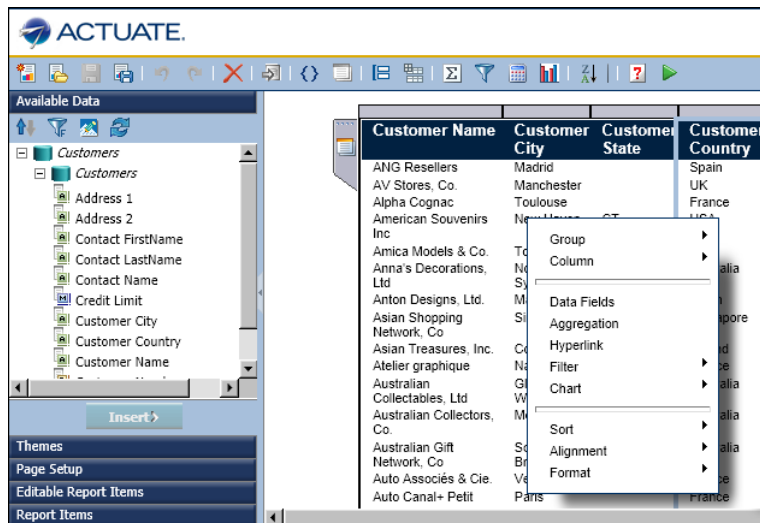 ACTUATE.
Available Data
Customers
Customers
Address 1
Address 2
Contact FirstName
Contact LastName
Contact Name
Credit Limit
Customer City
Customer Country
Customer Name
Insert
Themes
Page Setup
Editable Report Items
Report Items
Customer Name Customer City Customer State Customer Country
ANG Resellers Madrid Spain
AV Stores, Co. Manchester UK
Alpha Cognac Toulouse France
American Souvenirs Inc
Amica Models & Co.
Anna's Decorations, Ltd
Anton Designs, Ltd.
Asian Shopping Network, Co
Asian Treasures, Inc.
Atelier graphique
Australian Collectables, Ltd
Australian Collectors, Co.
Australian Gift Network, Co
Auto Associés & Cie.
Auto Canal+ Petit Paris France
Group
Column
Data Fields
Aggregation
Hyperlink
Filter
Chart
Sort
Alignment
Format